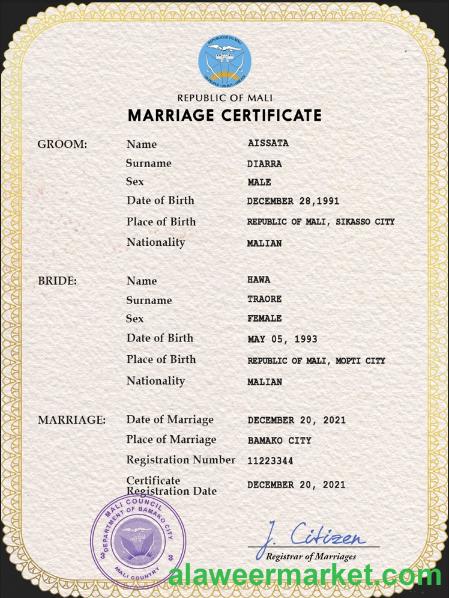 REPUBLIC OF MALI
MARRIAGE CERTIFICATE
GROOM: Name AISSATA
Surname DIARRA
Sex MALE
Date of Birth DECEMBER 28,1991
Place of Birth REPUBLIC OF MALI, SIKASSO CITY
Nationality MALIAN
BRIDE: Name HAWA
Surname TRAORE
Sex FEMALE
Date of Birth MAY 05, 1993
Place of Birth REPUBLIC OF MALI, MOPTI CITY
Nationality MALIAN
MARRIAGE: Date of Marriage DECEMBER 20, 2021
Place of Marriage BAMAKO CITY
Registration Number 11223344
Certificate
Registration Date DECEMBER 20, 2021
MALI COUNCIL
DEPARTMENT OF BAMAKO CITY
MALI COUNTRY
J. Citizen
Registrar of Marriages
alaweermarket.com